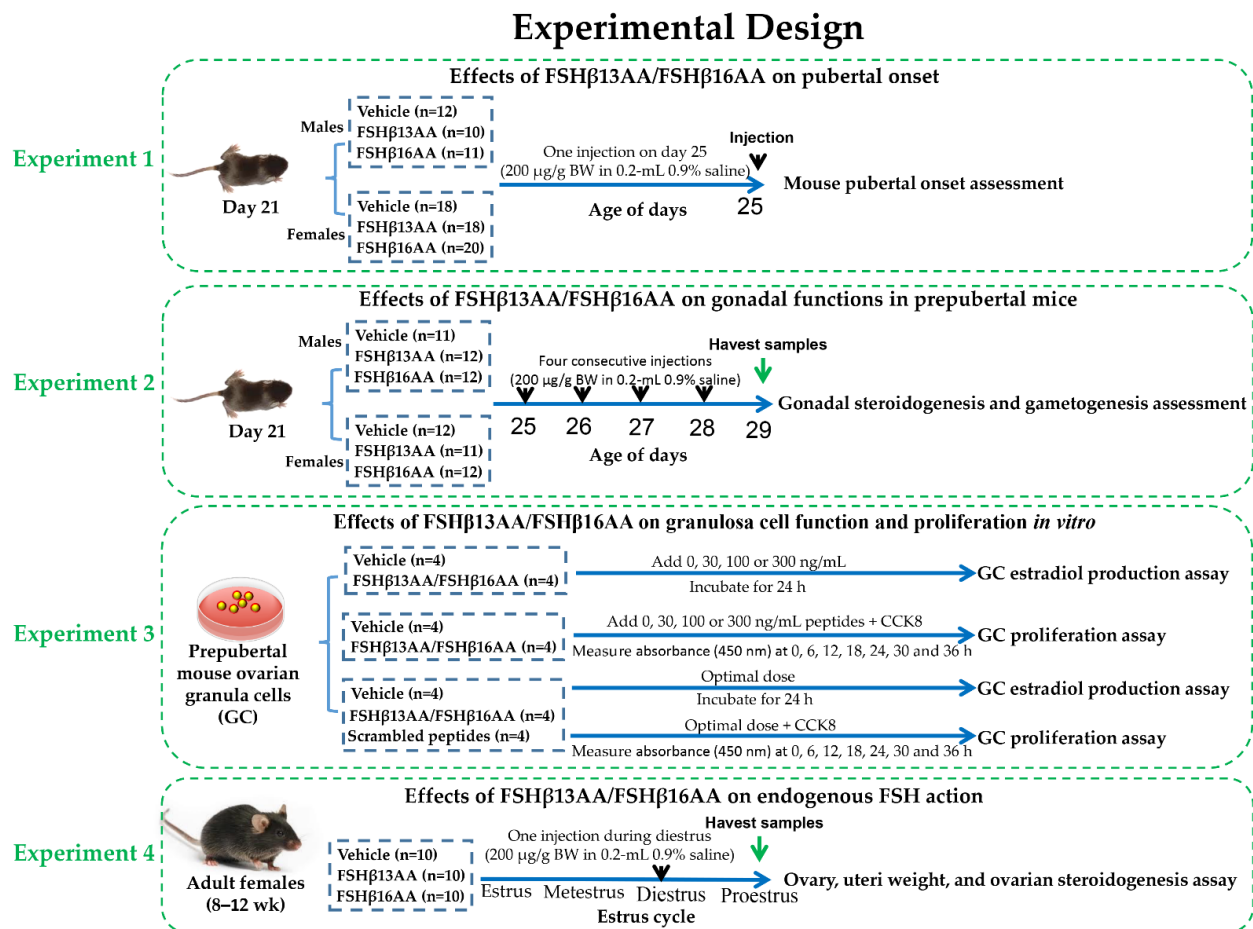 Experimental Design
Effects of FSHβ13AA/FSHβ16AA on pubertal onset
Experiment 1
Day 21
Males
Vehicle (n=12)
FSHβ13AA (n=10)
FSHβ16AA (n=11)
Females
Vehicle (n=18)
FSHβ13AA (n=18)
FSHβ16AA (n=20)
One injection on day 25
(200 µg/g BW in 0.2-mL 0.9% saline)
Injection
Age of days
25
Mouse pubertal onset assessment
Effects of FSHβ13AA/FSHβ16AA on gonadal functions in prepubertal mice
Experiment 2
Day 21
Males
Vehicle (n=11)
FSHβ13AA (n=12)
FSHβ16AA (n=12)
Females
Vehicle (n=12)
FSHβ13AA (n=11)
FSHβ16AA (n=12)
Four consecutive injections
(200 µg/g BW in 0.2-mL 0.9% saline)
Havest samples
25 26 27 28 29
Age of days
Gonadal steroidogenesis and gametogenesis assessment
Effects of FSHβ13AA/FSHβ16AA on granulosa cell function and proliferation in vitro
Experiment 3
Prepubertal
mouse ovarian
granula cells
(GC)
Vehicle (n=4)
FSHβ13AA/FSHβ16AA (n=4)
Add 0, 30, 100 or 300 ng/mL
Incubate for 24 h
GC estradiol production assay
Vehicle (n=4)
FSHβ13AA/FSHβ16AA (n=4)
Add 0, 30, 100 or 300 ng/mL peptides + CCK8
Measure absorbance (450 nm) at 0, 6, 12, 18, 24, 30 and 36 h
GC proliferation assay
Vehicle (n=4)
FSHβ13AA/FSHβ16AA (n=4)
Scrambled peptides (n=4)
Optimal dose
Incubate for 24 h
GC estradiol production assay
Optimal dose + CCK8
Measure absorbance (450 nm) at 0, 6, 12, 18, 24, 30 and 36 h
GC proliferation assay
Effects of FSHβ13AA/FSHβ16AA on endogenous FSH action
Experiment 4
Adult females
(8–12 wk)
Vehicle (n=10)
FSHβ13AA (n=10)
FSHβ16AA (n=10)
One injection during diestrus
(200 µg/g BW in 0.2-mL 0.9% saline)
Havest samples
Estrus Metestrus Diestrus Proestrus
Estrus cycle
Ovary, uteri weight, and ovarian steroidogenesis assay